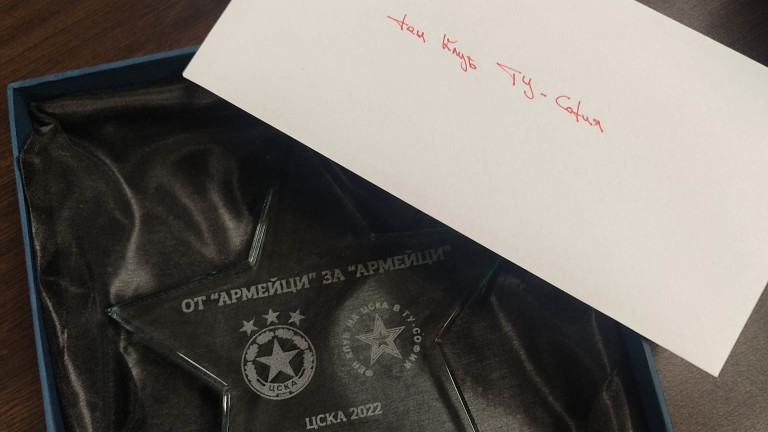 Фен Клуб ТУ - София
ОТ "АРМЕЙЦИ" ЗА "АРМЕЙЦИ"
ЦСКА
ФЕН КЛУБ НА ЦСКА В ТУ-СОФИЯ
ЦСКА 2022